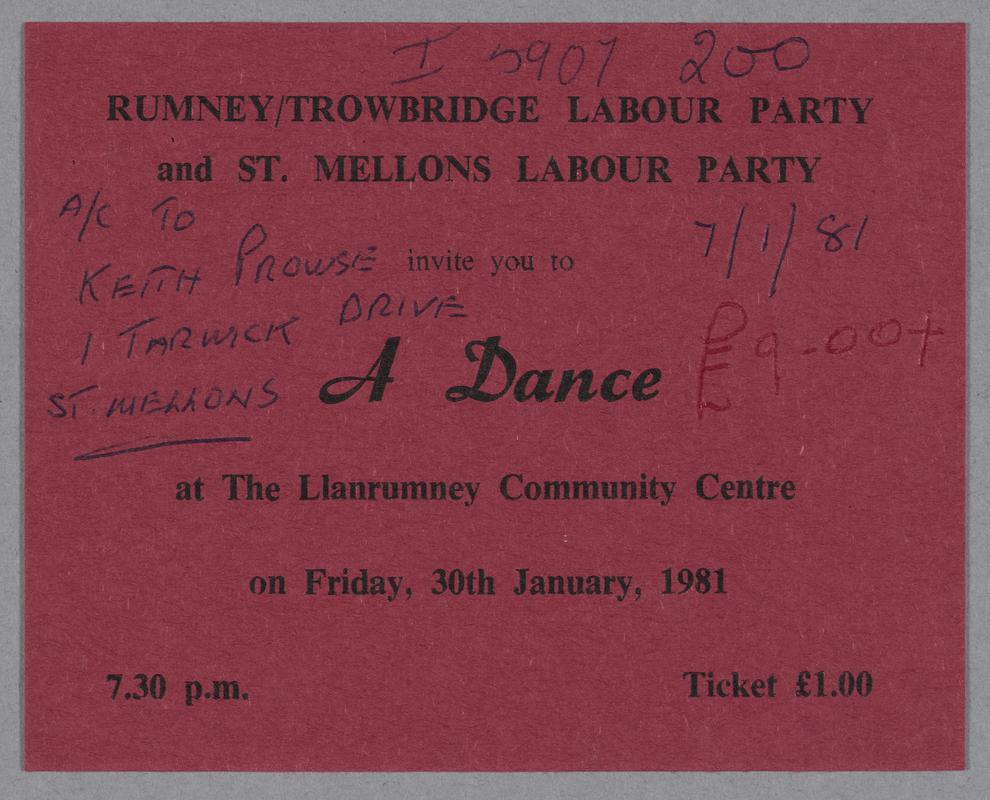 I 5907 200
RUMNEY/TROWBRIDGE LABOUR PARTY
and ST. MELLONS LABOUR PARTY
A/C TO
7/1/81
KEITH PROWSE
invite you to
1 TARWICK DRIVE
ST. MELLONS
A Dance
£9-00+
at The Llanrumney Community Centre
on Friday, 30th January, 1981
7.30 p.m.
Ticket £1.00